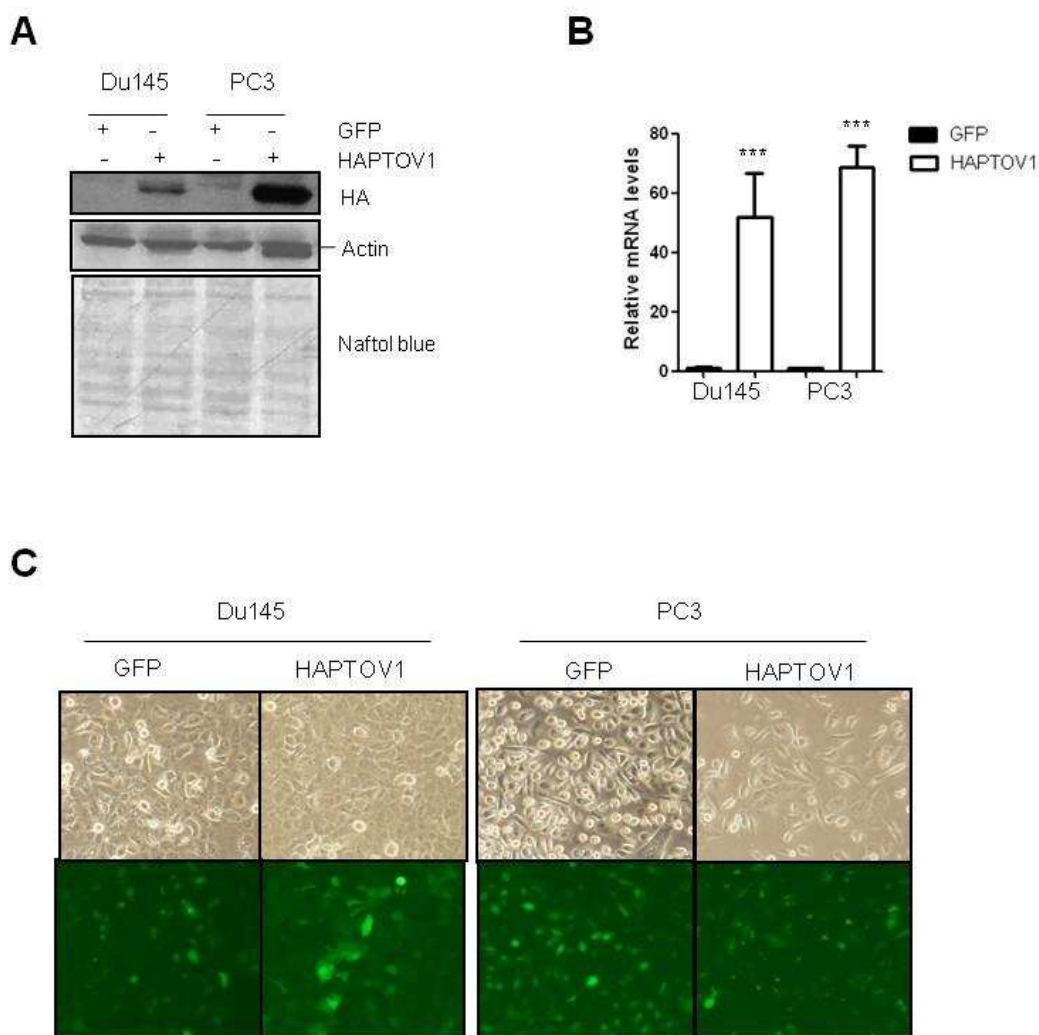 A
Du145 PC3
+ - + - GFP
- + - + HAPTOV1
HA
Actin
Naftol blue
B
Relative mRNA levels
80
60
40
20
0
*** ***
Du145 PC3
GFP
HAPTOV1
C
Du145 PC3
GFP HAPTOV1 GFP HAPTOV1